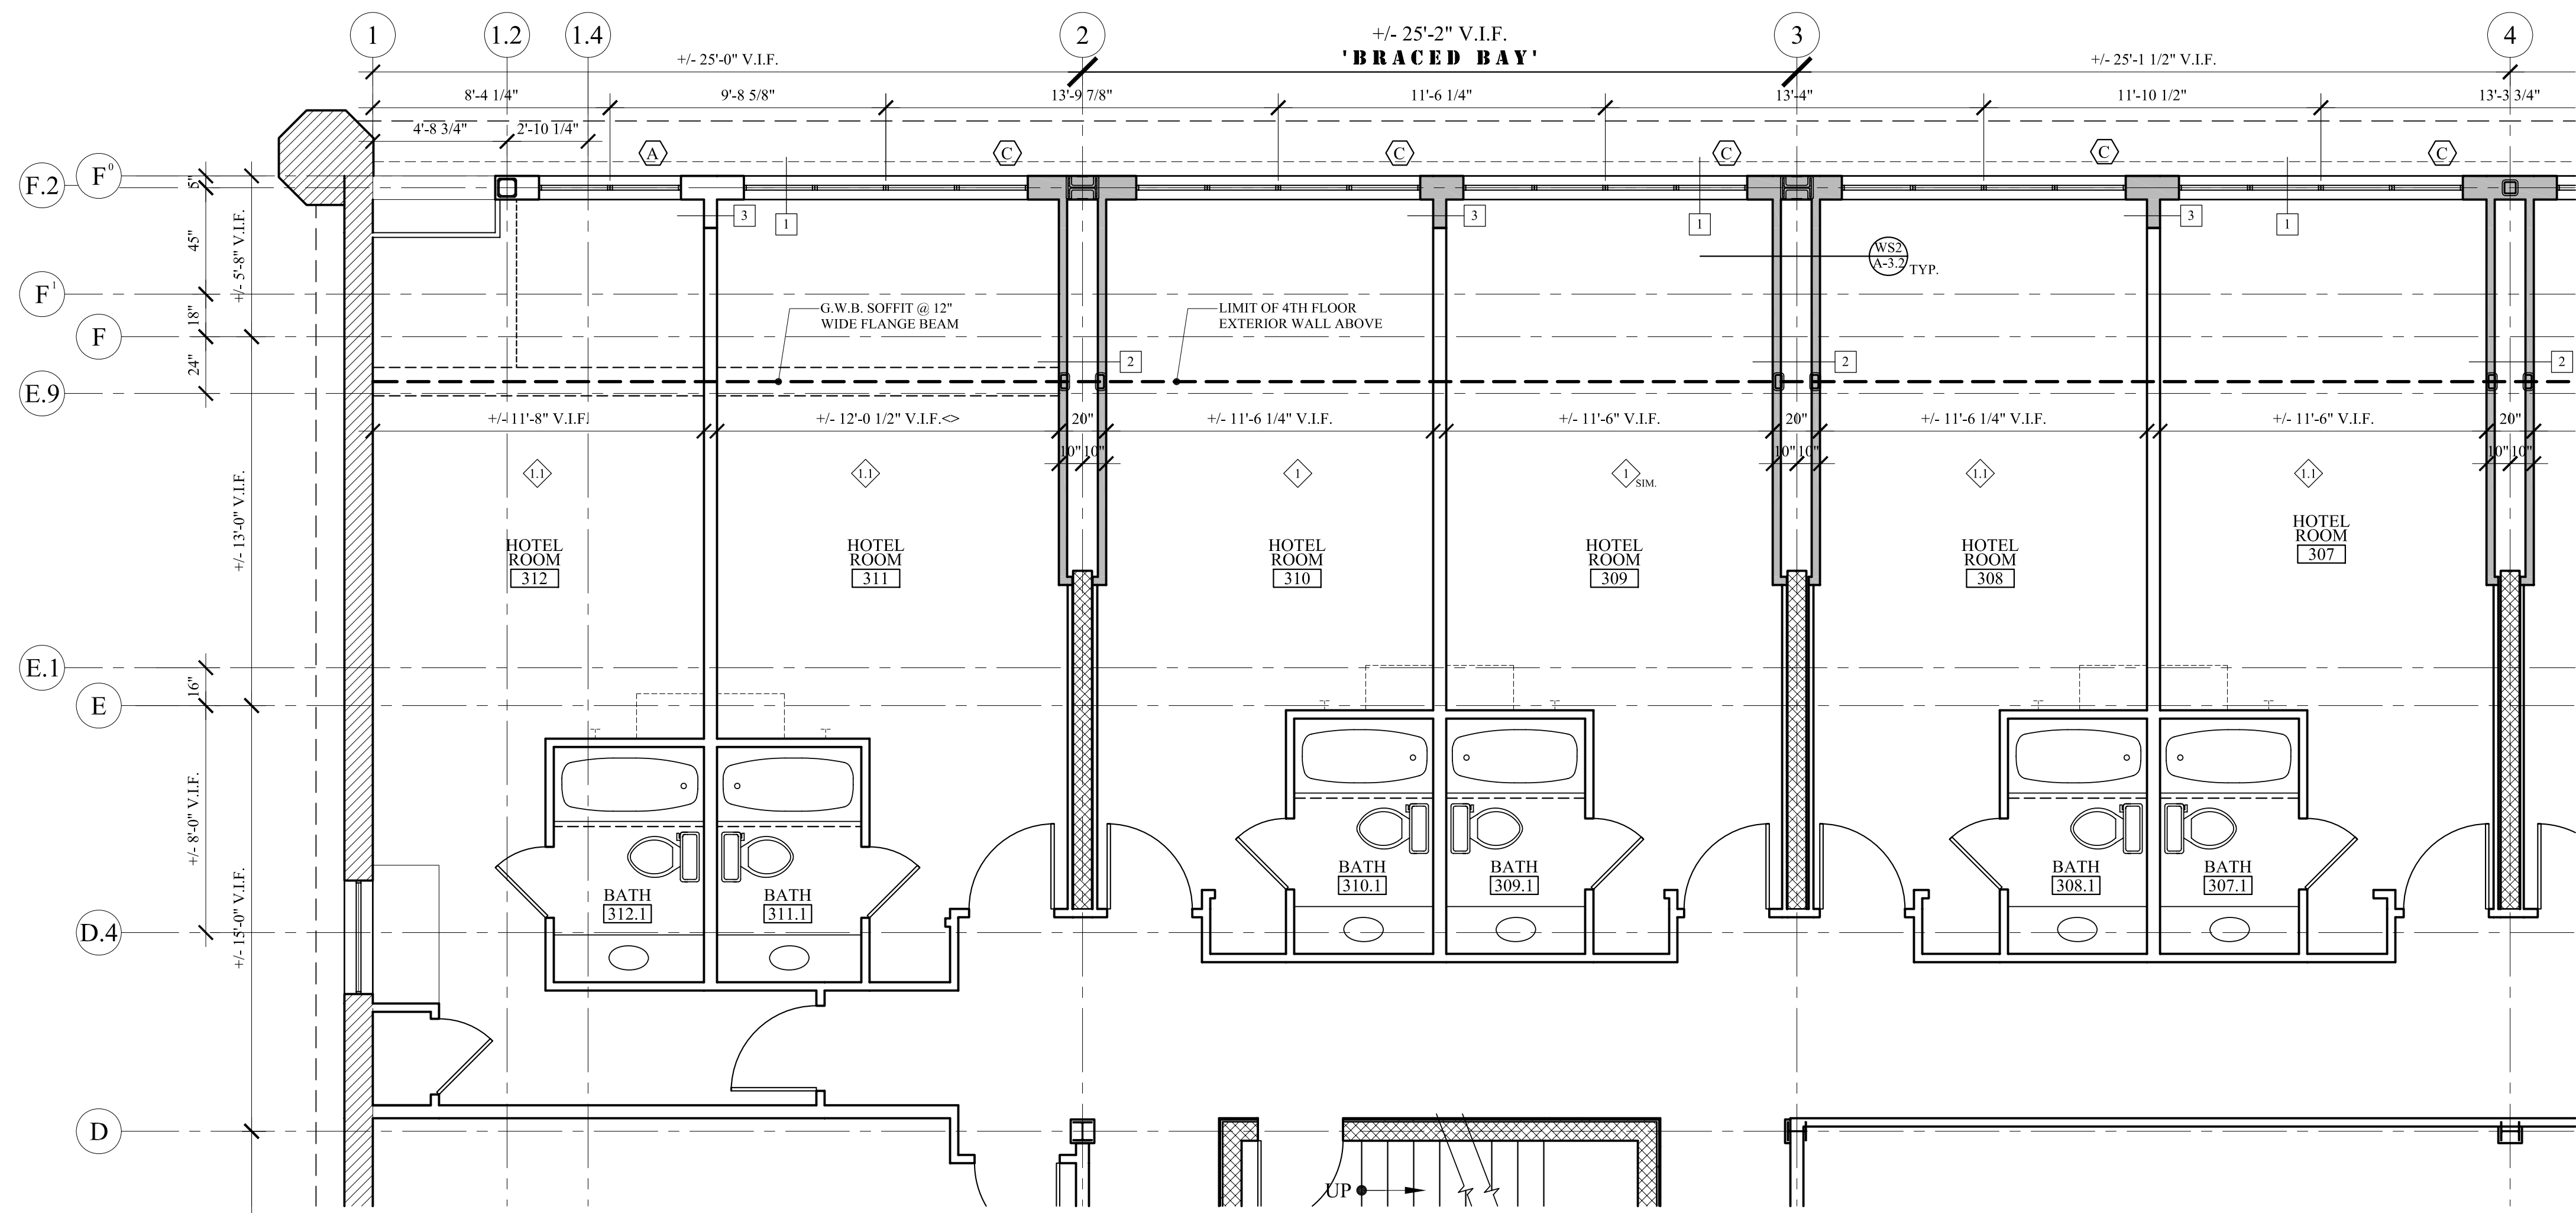 1
1.2
1.4
2
+/- 25'-2" V.I.F.
'BRACED BAY'
3
4
+/- 25'-0" V.I.F.
+/- 25'-1 1/2" V.I.F.
8'-4 1/4"
9'-8 5/8"
13'-9 7/8"
11'-6 1/4"
13'-4"
11'-10 1/2"
13'-3 3/4"
4'-8 3/4"
2'-10 1/4"
A
C
C
C
C
C
F.2
F0
5"
3
1
3
1
3
1
45"
+/- 5'-8" V.I.F.
WS2
A-3.2
TYP.
F1
18"
G.W.B. SOFFIT @ 12"
WIDE FLANGE BEAM
LIMIT OF 4TH FLOOR
EXTERIOR WALL ABOVE
F
24"
2
2
2
E.9
+/- 11'-8" V.I.F.
+/- 12'-0 1/2" V.I.F.<>
20"
+/- 11'-6 1/4" V.I.F.
+/- 11'-6" V.I.F.
20"
+/- 11'-6 1/4" V.I.F.
+/- 11'-6" V.I.F.
20"
10"
10"
10"
10"
10"
10"
1.1
1.1
1
1
SIM.
1.1
1.1
+/- 13'-0" V.I.F.
HOTEL
ROOM
312
HOTEL
ROOM
311
HOTEL
ROOM
310
HOTEL
ROOM
309
HOTEL
ROOM
308
HOTEL
ROOM
307
E.1
16"
E
+/- 8'-0" V.I.F.
BATH
312.1
BATH
311.1
BATH
310.1
BATH
309.1
BATH
308.1
BATH
307.1
D.4
+/- 15'-0" V.I.F.
D
UP